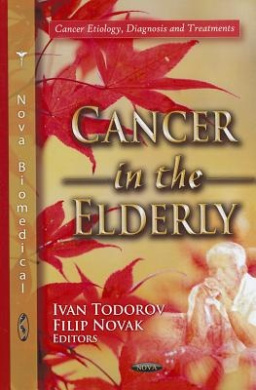 Cancer Etiology, Diagnosis and Treatments
Nova Biomedical
CANCER
in the
ELDERLY
IVAN TODOROV
FILIP NOVAK
EDITORS
NOVA